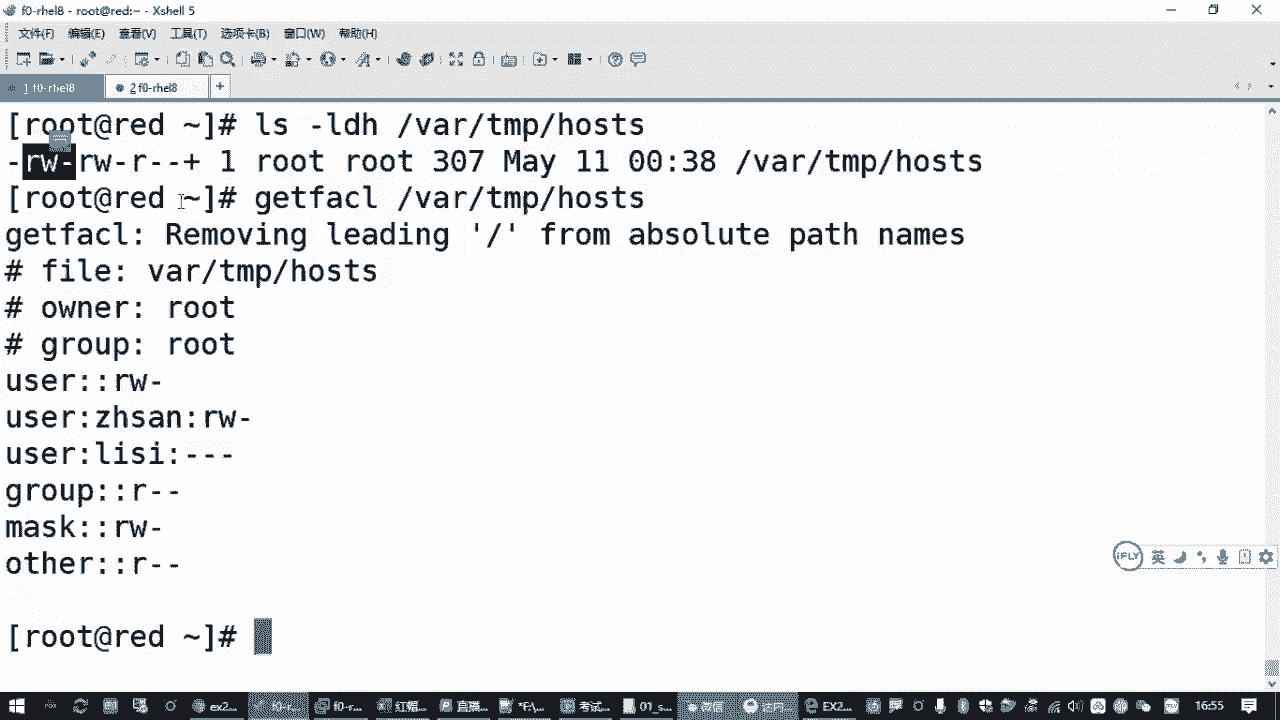 f0-rhel8 - root@red:~ - Xshell 5
文件(F) 编辑(E) 查看(V) 工具(T) 选项卡(B) 窗口(W) 帮助(H)
1 f0-rhel8 2 f0-rhel8 +
[root@red ~]# ls -ldh /var/tmp/hosts
-rw-rw-r--+ 1 root root 307 May 11 00:38 /var/tmp/hosts
[root@red ~]# getfacl /var/tmp/hosts
getfacl: Removing leading '/' from absolute path names
# file: var/tmp/hosts
# owner: root
# group: root
user::rw-
user:zhsan:rw-
user:lisi:---
group::r--
mask::rw-
other::r--
[root@red ~]#
iFLY 英
ex2... f0-r... f0-r... 红帽... 直播... 考试... 01_s... 微信 EX2... 英 16:55